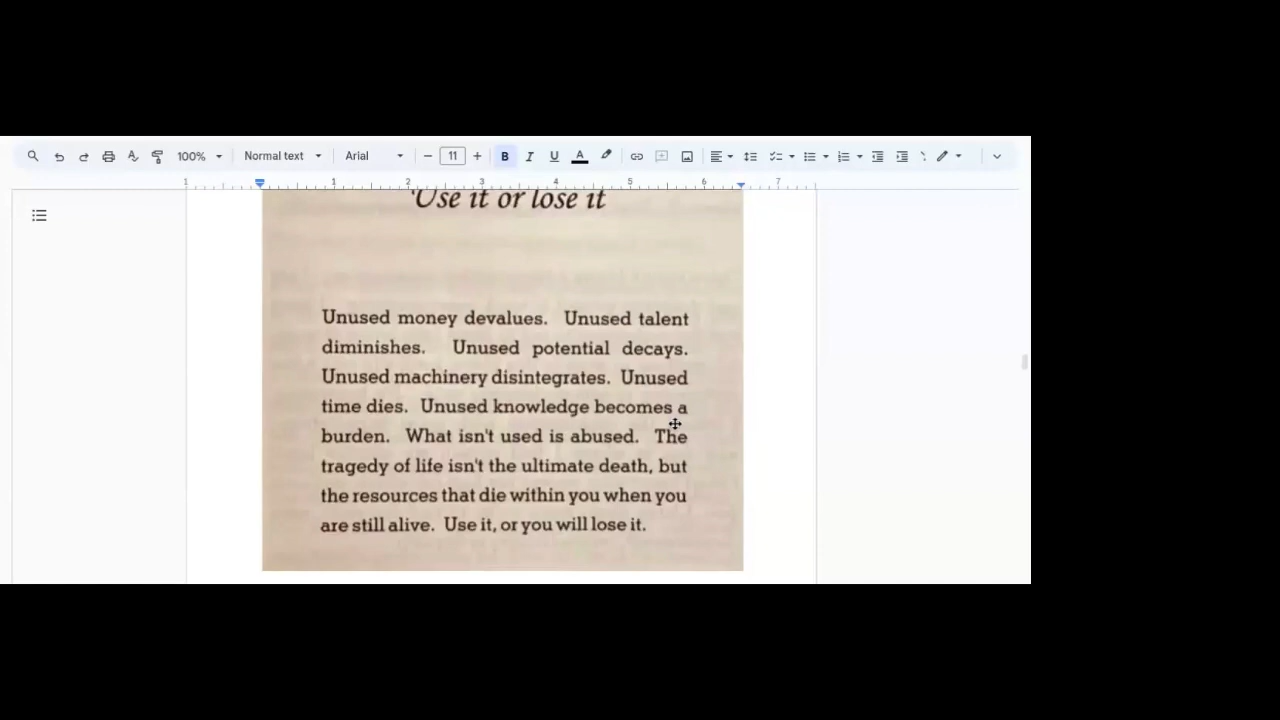 100% Normal text Arial 11 B I U A
1 1 2 3 4 5 6 7
'Use it or lose it
Unused money devalues. Unused talent
diminishes. Unused potential decays.
Unused machinery disintegrates. Unused
time dies. Unused knowledge becomes a
burden. What isn't used is abused. The
tragedy of life isn't the ultimate death, but
the resources that die within you when you
are still alive. Use it, or you will lose it.